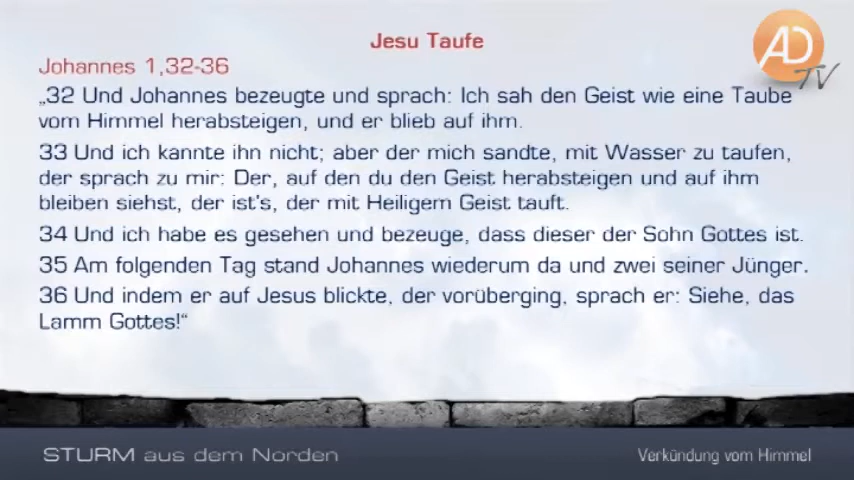 Jesu Taufe
AD
TV
Johannes 1,32-36
„32 Und Johannes bezeugte und sprach: Ich sah den Geist wie eine Taube
vom Himmel herabsteigen, und er blieb auf ihm.
33 Und ich kannte ihn nicht; aber der mich sandte, mit Wasser zu taufen,
der sprach zu mir: Der, auf den du den Geist herabsteigen und auf ihm
bleiben siehst, der ist's, der mit Heiligem Geist tauft.
34 Und ich habe es gesehen und bezeuge, dass dieser der Sohn Gottes ist.
35 Am folgenden Tag stand Johannes wiederum da und zwei seiner Jünger.
36 Und indem er auf Jesus blickte, der vorüberging, sprach er: Siehe, das
Lamm Gottes!“
STURM aus dem Norden
Verkündung vom Himmel